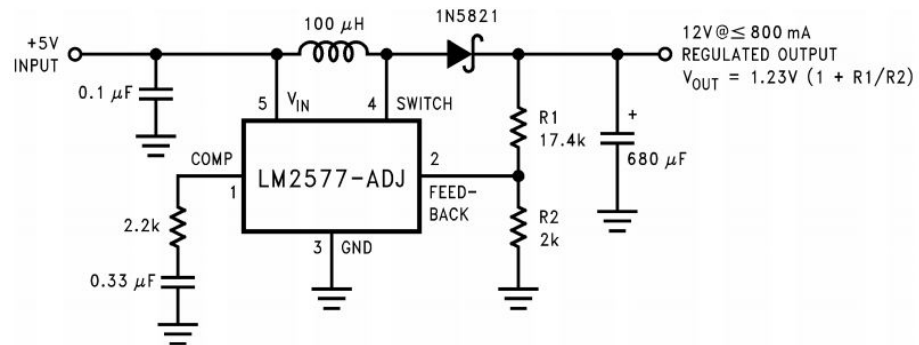 +5V
INPUT
0.1 μF
100 μH
1N5821
12V@≤ 800 mA
REGULATED OUTPUT
V_OUT = 1.23V (1 + R1/R2)
5
V_IN
4
SWITCH
COMP
1
LM2577-ADJ
2
FEED-
BACK
3
GND
2.2k
0.33 μF
R1
17.4k
R2
2k
+
680 μF